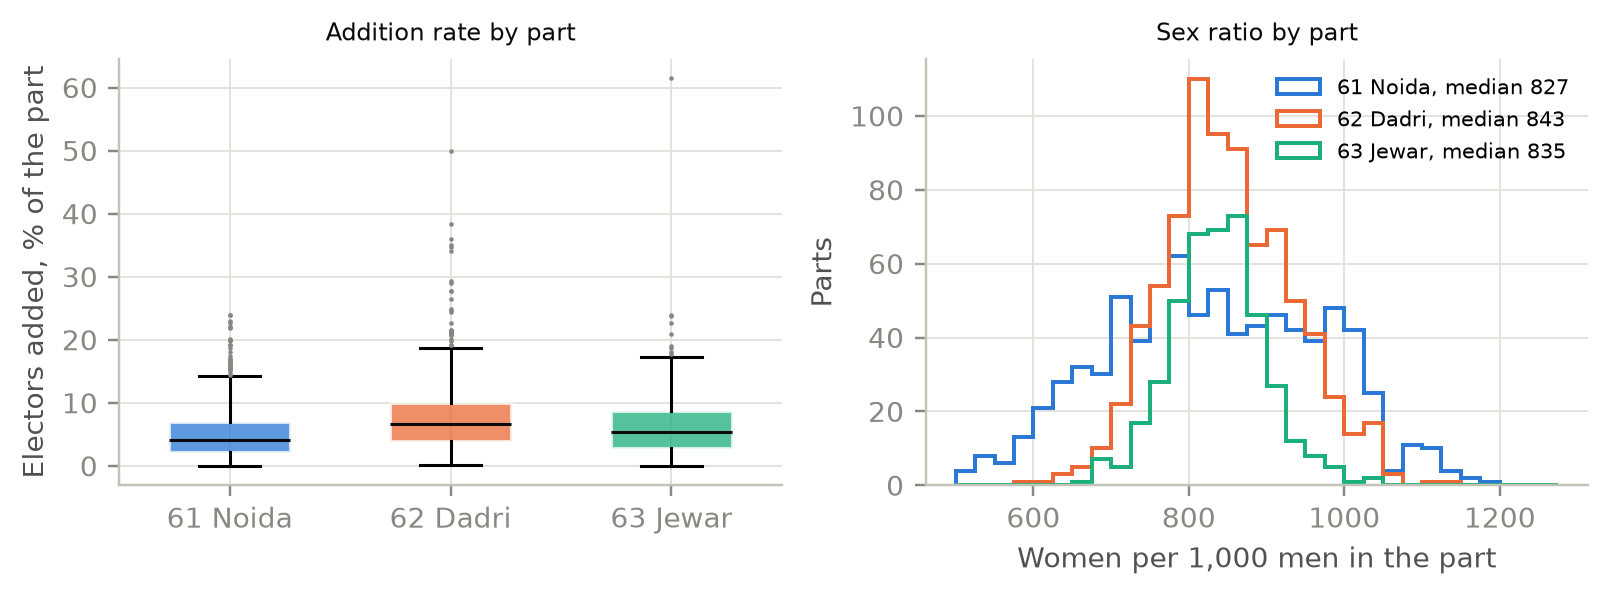 Addition rate by part
Electors added, % of the part
60
50
40
30
20
10
0
61 Noida
62 Dadri
63 Jewar
Sex ratio by part
61 Noida, median 827
62 Dadri, median 843
63 Jewar, median 835
Parts
100
80
60
40
20
0
600
800
1000
1200
Women per 1,000 men in the part